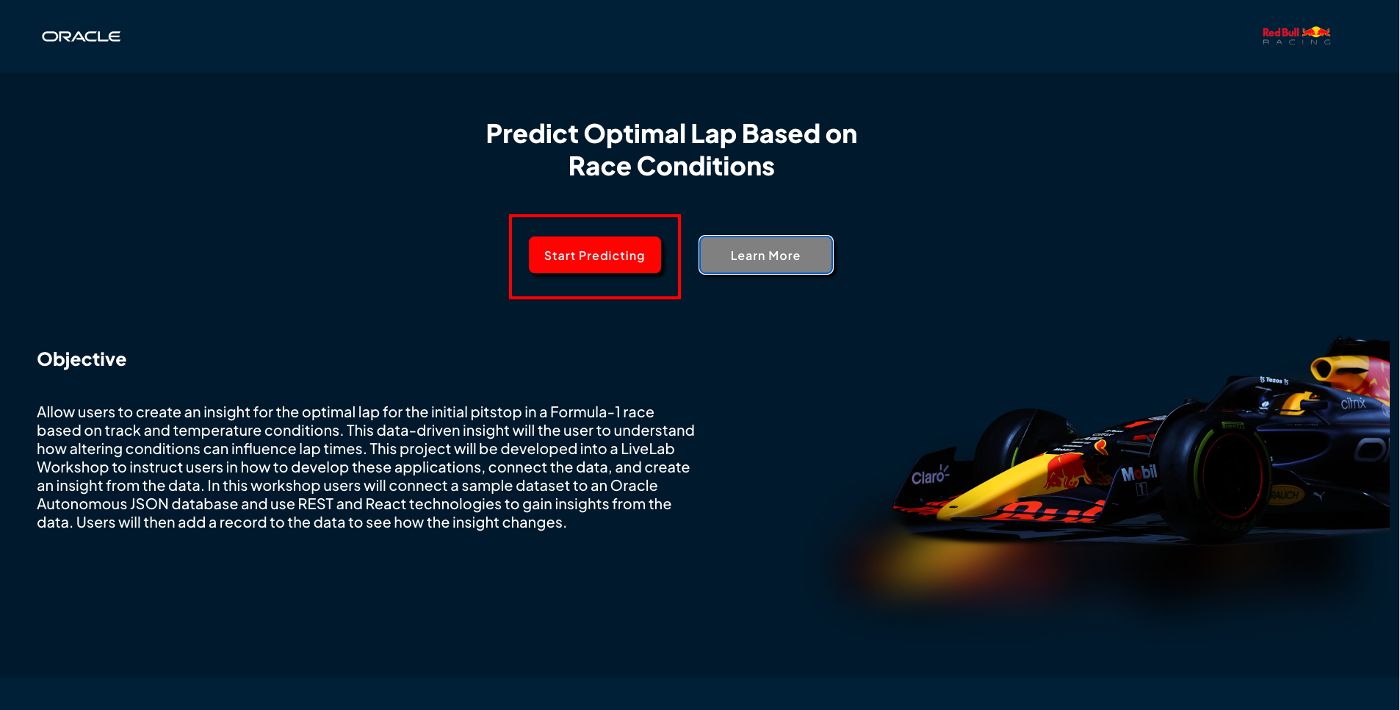 ORACLE
Red Bull
RACING
Predict Optimal Lap Based on
Race Conditions
Start Predicting
Learn More
Objective
Allow users to create an insight for the optimal lap for the initial pitstop in a Formula-1 race
based on track and temperature conditions. This data-driven insight will the user to understand
how altering conditions can influence lap times. This project will be developed into a LiveLab
Workshop to instruct users in how to develop these applications, connect the data, and create
an insight from the data. In this workshop users will connect a sample dataset to an Oracle
Autonomous JSON database and use REST and React technologies to gain insights from the
data. Users will then add a record to the data to see how the insight changes.
Tezos
citrix
Claro
Mobil
1
RAUCH
Red Bull